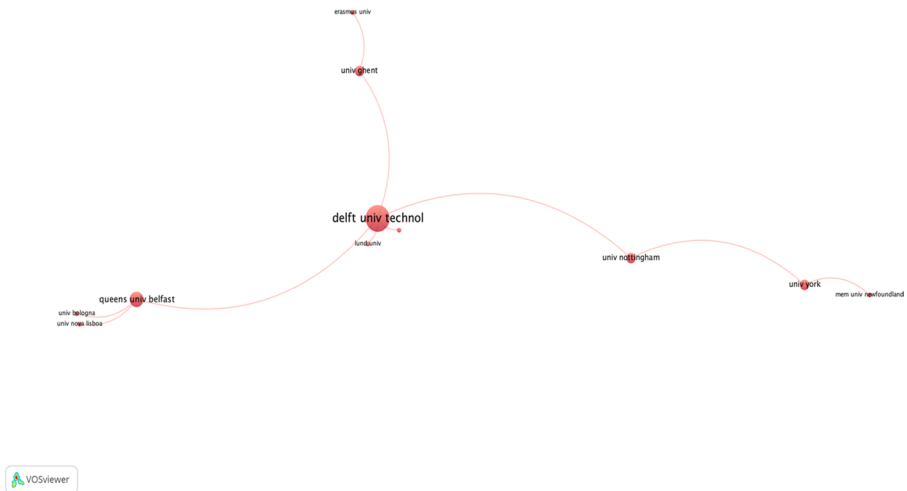 erasmus univ
univ ghent
delft univ technol
lund univ
univ nottingham
univ york
mem univ newfoundland
queens univ belfast
univ bologna
univ nova lisboa
VOSviewer